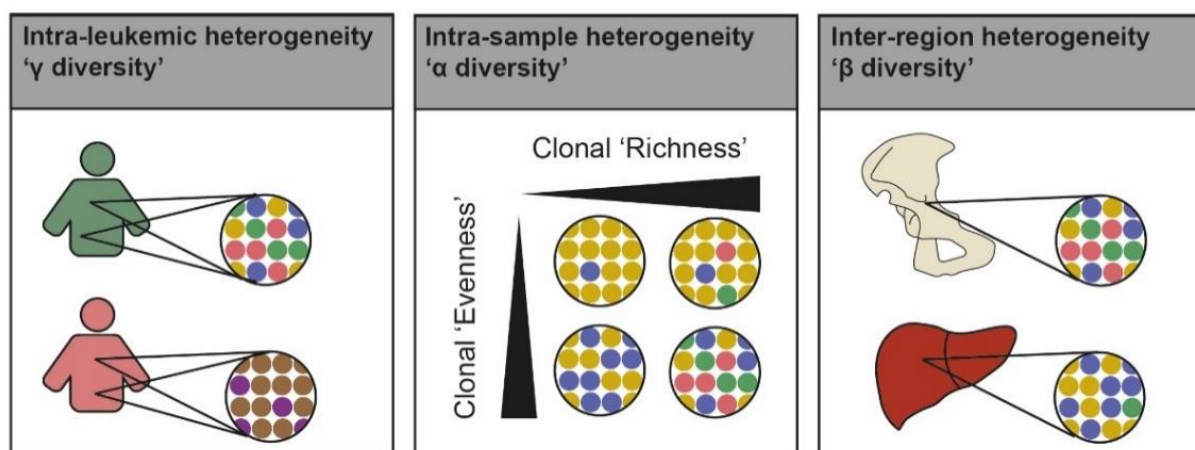 Intra-leukemic heterogeneity
‘γ diversity’
Intra-sample heterogeneity
‘α diversity’
Clonal ‘Richness’
Clonal ‘Evenness’
Inter-region heterogeneity
‘β diversity’